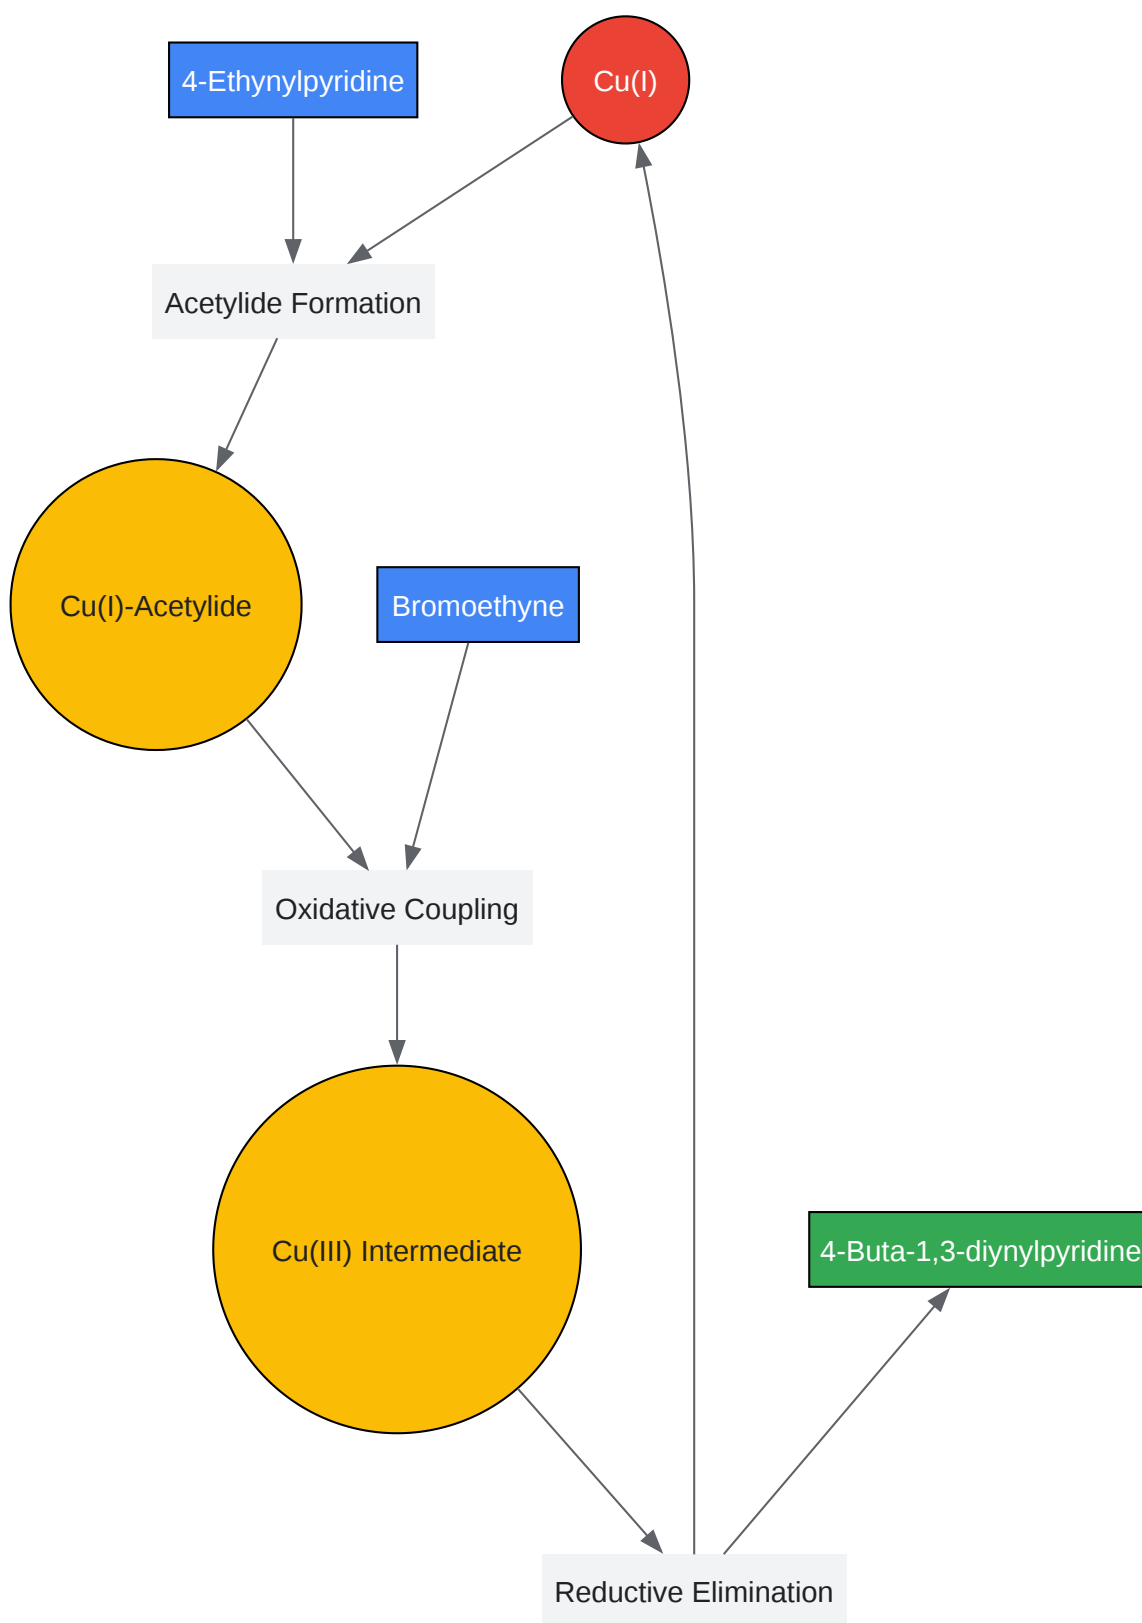 4-Ethynylpyridine
Cu(I)
Acetylide Formation
Cu(I)-Acetylide
Bromoethyne
Oxidative Coupling
Cu(III) Intermediate
4-Buta-1,3-diynylpyridine
Reductive Elimination